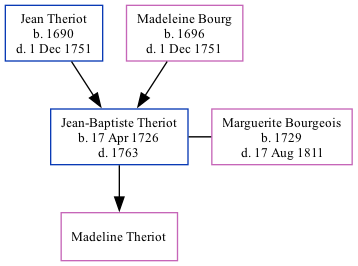 Jean Theriot
b. 1690
d. 1 Dec 1751
Madeleine Bourg
b. 1696
d. 1 Dec 1751
Jean-Baptiste Theriot
b. 17 Apr 1726
d. 1763
Marguerite Bourgeois
b. 1729
d. 17 Aug 1811
Madeline Theriot